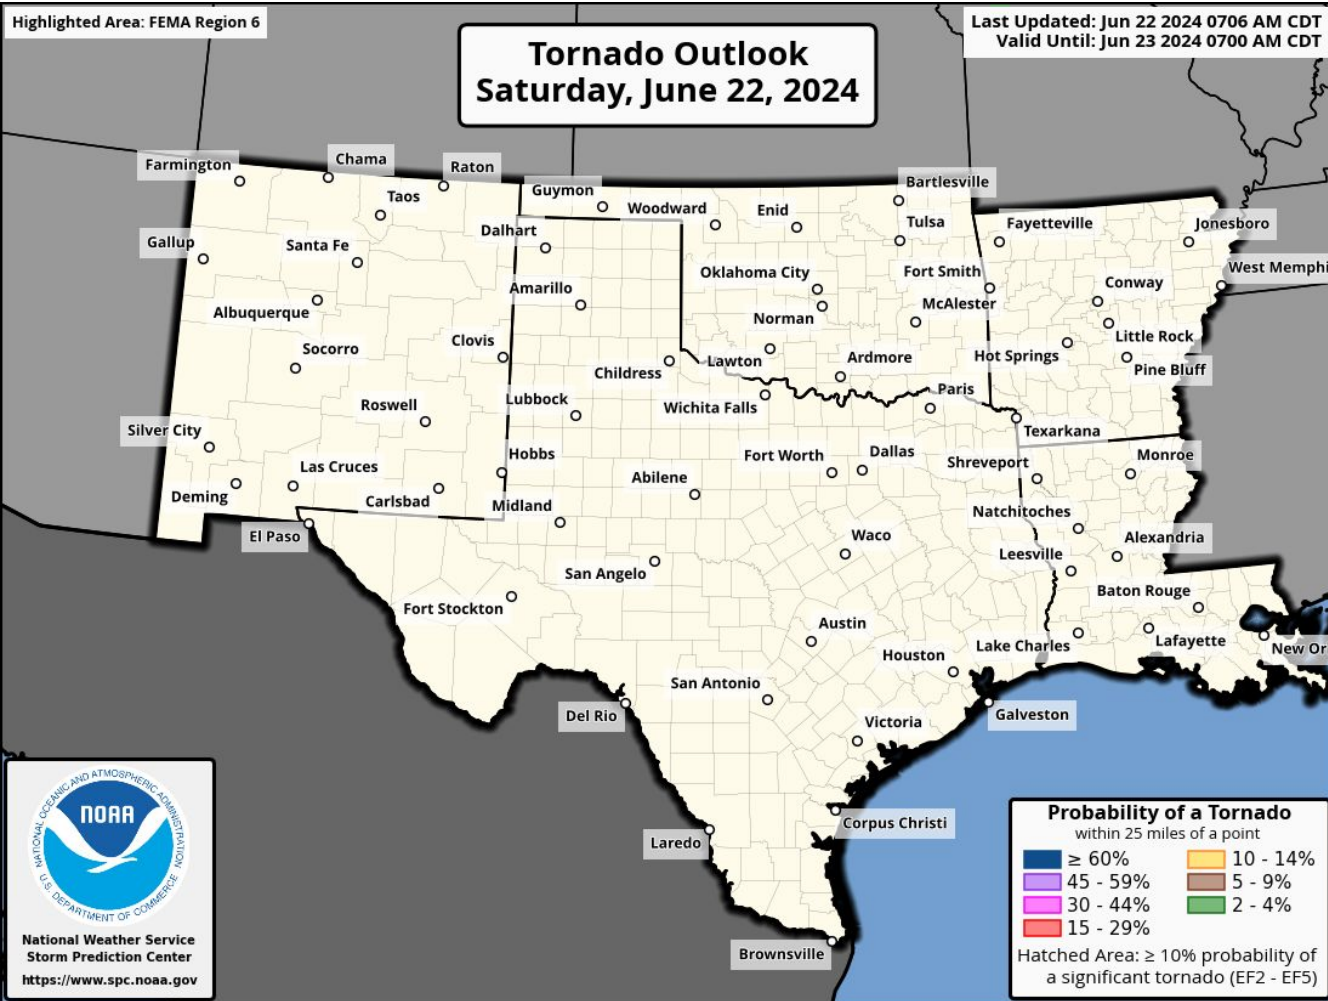 Highlighted Area: FEMA Region 6
Last Updated: Jun 22 2024 0706 AM CDT
Valid Until: Jun 23 2024 0700 AM CDT
Tornado Outlook
Saturday, June 22, 2024
Farmington
Chama
Raton
Taos
Guymon
Woodward
Enid
Bartlesville
Tulsa
Fayetteville
Jonesboro
Gallup
Santa Fe
Dalhart
Oklahoma City
Fort Smith
West Memphi
Amarillo
Conway
Albuquerque
Norman
McAlester
Socorro
Clovis
Little Rock
Childress
Lawton
Ardmore
Hot Springs
Pine Bluff
Roswell
Lubbock
Wichita Falls
Paris
Silver City
Texarkana
Las Cruces
Hobbs
Fort Worth
Dallas
Shreveport
Monroe
Deming
Carlsbad
Midland
Abilene
Natchitoches
El Paso
Waco
Leesville
Alexandria
San Angelo
Fort Stockton
Baton Rouge
Austin
Houston
Lake Charles
Lafayette
New Or
San Antonio
Del Rio
Victoria
Galveston
Laredo
Corpus Christi
Brownsville
NATIONAL OCEANIC AND ATMOSPHERIC ADMINISTRATION
NOAA
U.S. DEPARTMENT OF COMMERCE
National Weather Service
Storm Prediction Center
https://www.spc.noaa.gov
Probability of a Tornado
within 25 miles of a point
≥ 60% 10 - 14%
45 - 59% 5 - 9%
30 - 44% 2 - 4%
15 - 29%
Hatched Area: ≥ 10% probability of
a significant tornado (EF2 - EF5)